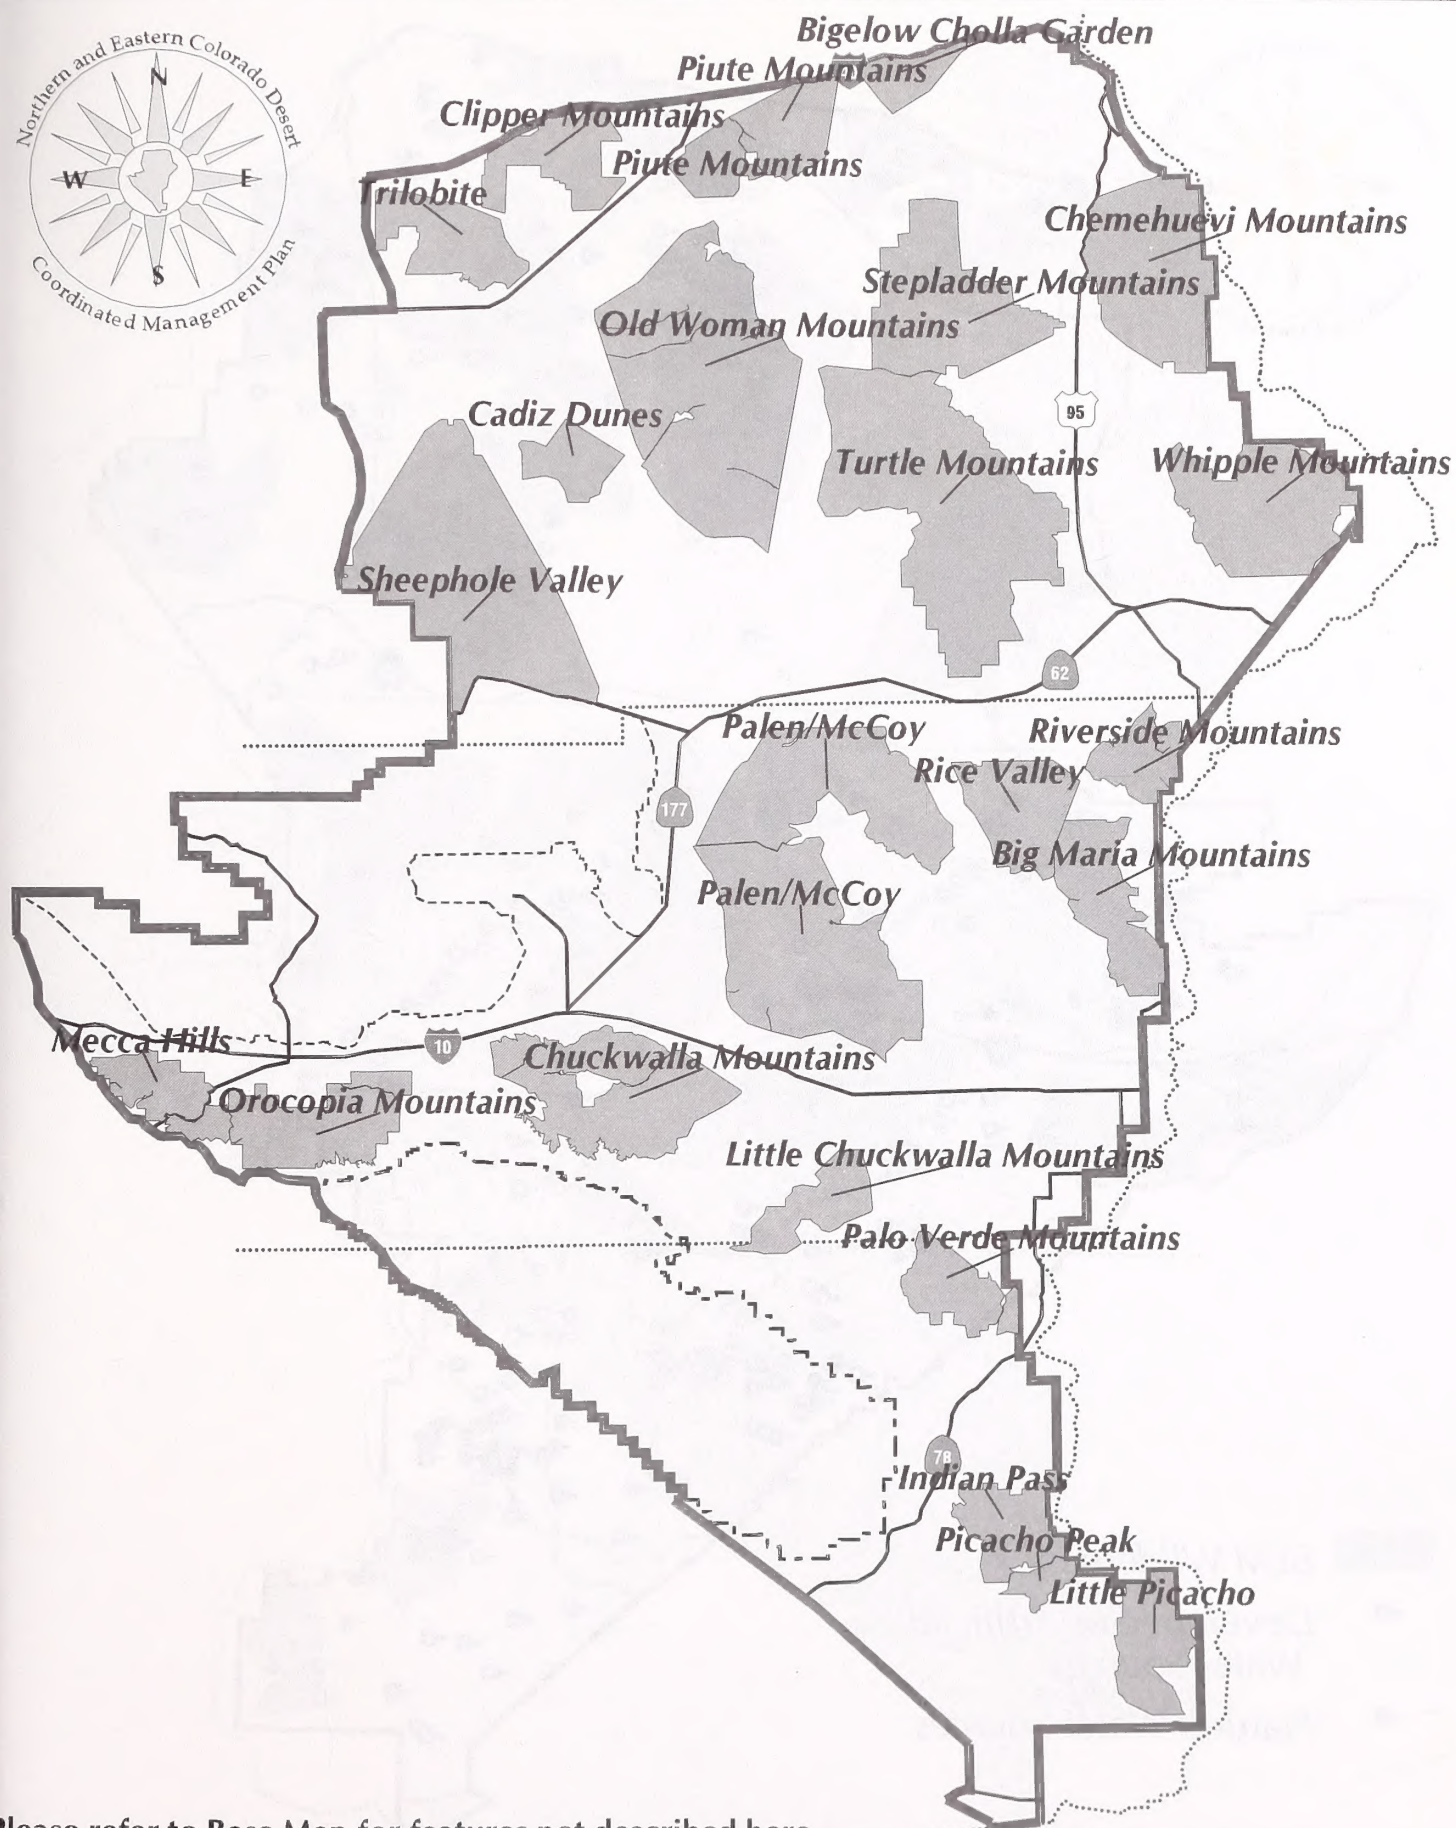 Northern and Eastern Colorado Desert
N
W
E
S
Coordinated Management Plan
Bigelow Cholla Garden
Piute Mountains
Clipper Mountains
Piute Mountains
Trilobite
Chemehuevi Mountains
Stepladder Mountains
Old Woman Mountains
Cadiz Dunes
95
Turtle Mountains
Whipple Mountains
Sheephole Valley
62
Palen/McCoy
Riverside Mountains
Rice Valley
177
Big Maria Mountains
Palen/McCoy
Mecca Hills
10
Chuckwalla Mountains
Orocopia Mountains
Little Chuckwalla Mountains
Palo Verde Mountains
78
Indian Pass
Picacho Peak
Little Picacho
Please refer to Base Map for features not described here